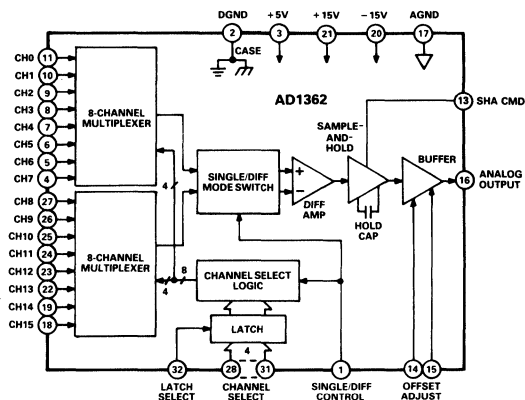 DGND +5V +15V -15V AGND
2 3 21 20 17
CASE
AD1362
CH0 11
CH1 10
CH2 9
CH3 8
CH4 7
CH5 6
CH6 5
CH7 4
8-CHANNEL
MULTIPLEXER
CH8 27
CH9 26
CH10 25
CH11 24
CH12 23
CH13 22
CH14 19
CH15 18
8-CHANNEL
MULTIPLEXER
4
4
8
SINGLE/DIFF
MODE SWITCH
+
−
DIFF
AMP
SAMPLE-
AND-
HOLD
HOLD
CAP
BUFFER
13 SHA CMD
16 ANALOG
OUTPUT
CHANNEL SELECT
LOGIC
LATCH
4
32 28 31 1 14 15
LATCH
SELECT
CHANNEL
SELECT
SINGLE/DIFF
CONTROL
OFFSET
ADJUST